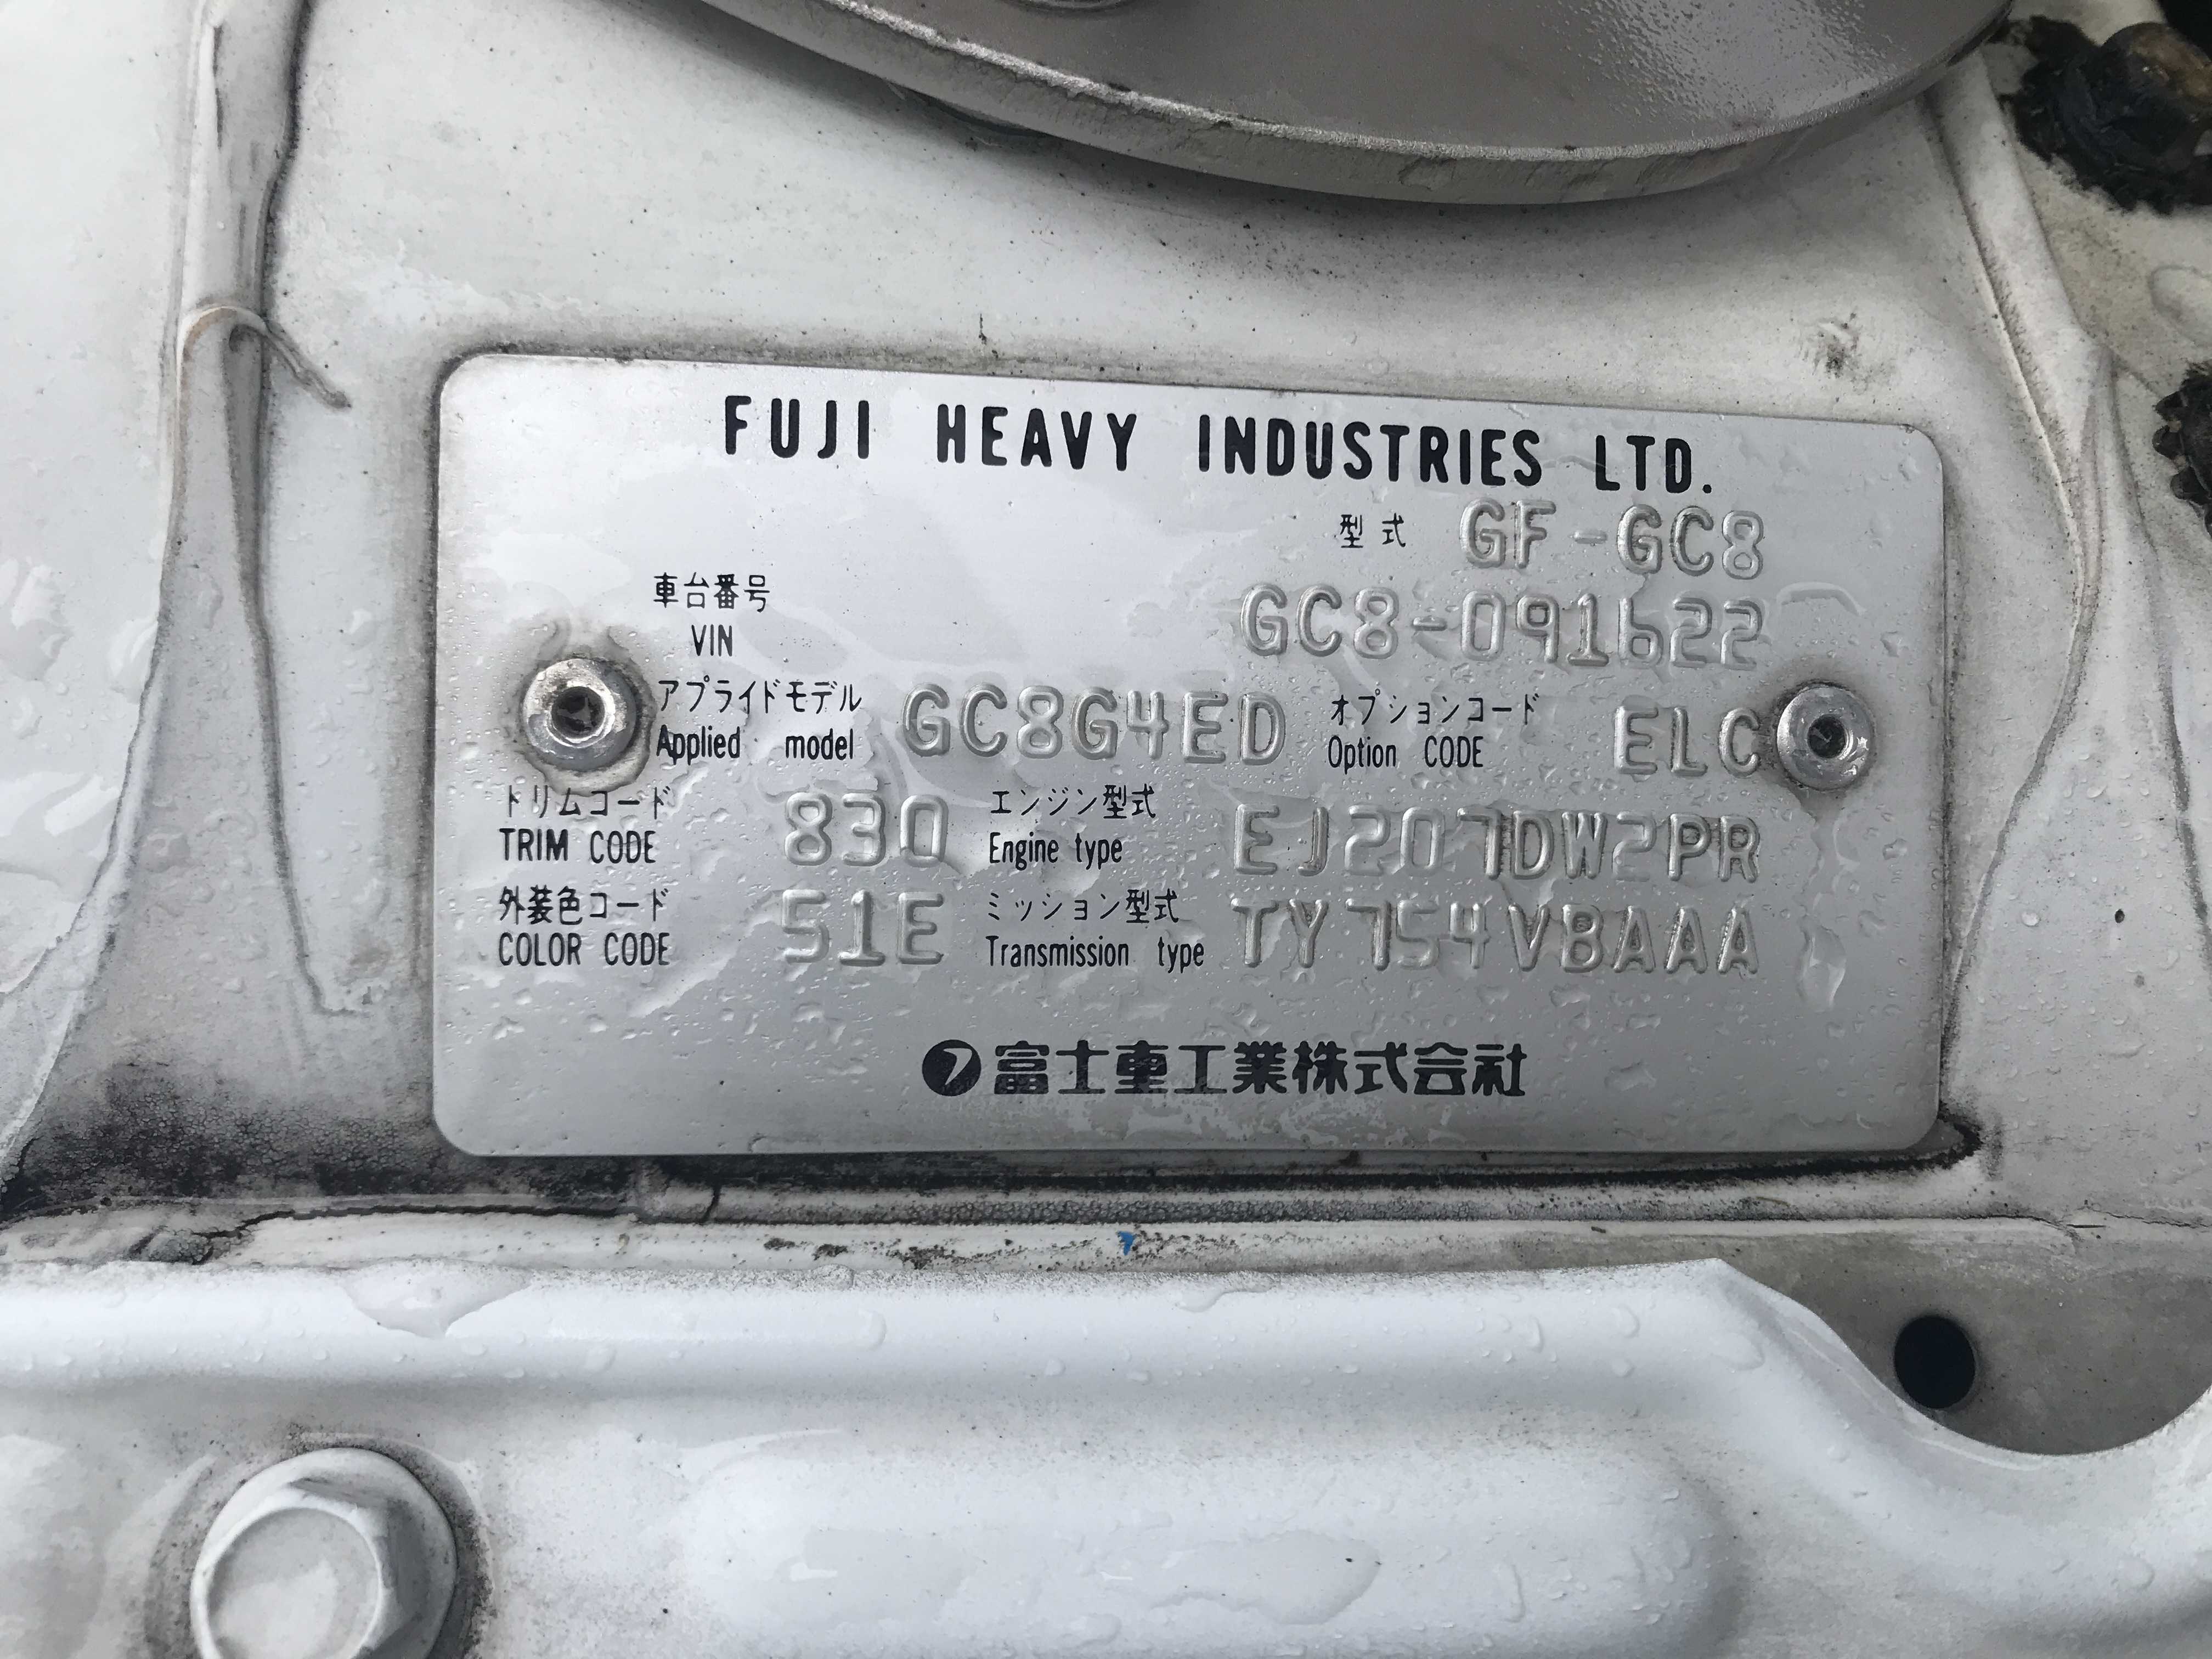 FUJI HEAVY INDUSTRIES LTD.
型式 GF-GC8
車台番号
VIN GC8-091622
アプライドモデル
Applied model GC8G4ED
オプションコード
Option CODE ELC
トリムコード
TRIM CODE 830
エンジン型式
Engine type EJ207DW2PR
外装色コード
COLOR CODE 51E
ミッション型式
Transmission type TY754VBAAA
富士重工業株式会社